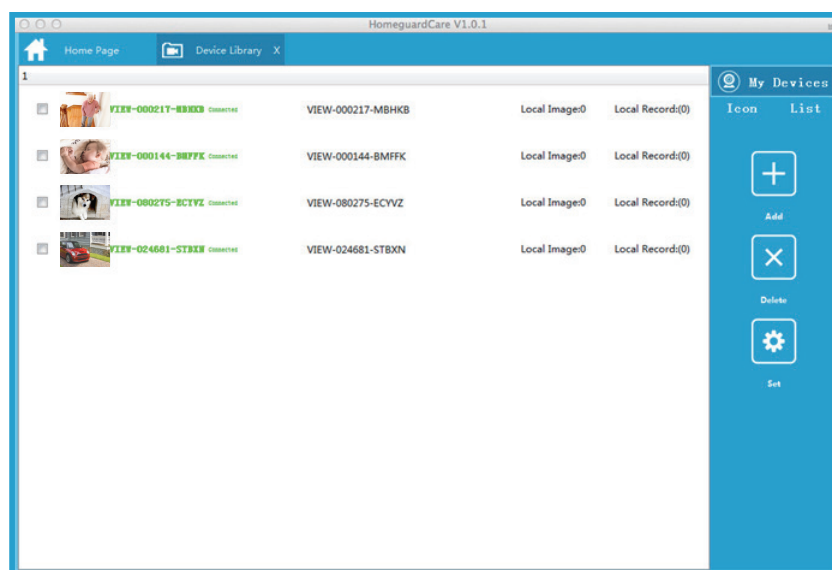 HomeguardCare V1.0.1
Home Page Device Library X
1
My Devices
Icon List
VIEW-000217-MBHKB Connected VIEW-000217-MBHKB Local Image:0 Local Record:(0)
VIEW-000144-BMFFK Connected VIEW-000144-BMFFK Local Image:0 Local Record:(0)
VIEW-080275-ECYVZ Connected VIEW-080275-ECYVZ Local Image:0 Local Record:(0)
VIEW-024681-STBXN Connected VIEW-024681-STBXN Local Image:0 Local Record:(0)
Add
Delete
Set